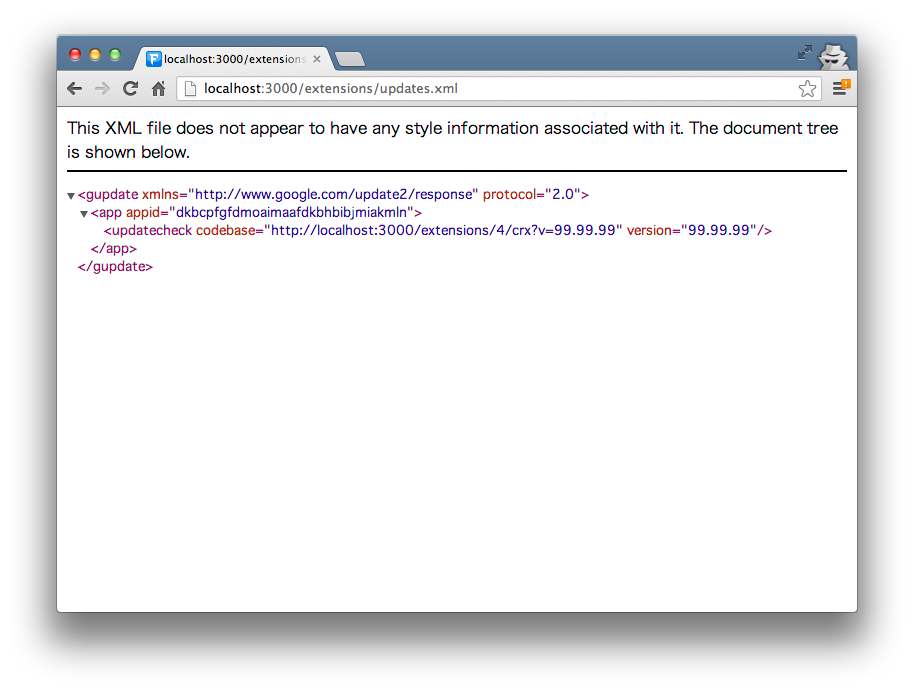 localhost:3000/extensions
localhost:3000/extensions/updates.xml
This XML file does not appear to have any style information associated with it. The document tree
is shown below.
<gupdate xmlns="http://www.google.com/update2/response" protocol="2.0">
<app appid="dkbcpfgfdmoaimaafdkbhbibjmiakmln">
<updatecheck codebase="http://localhost:3000/extensions/4/crx?v=99.99.99" version="99.99.99"/>
</app>
</gupdate>